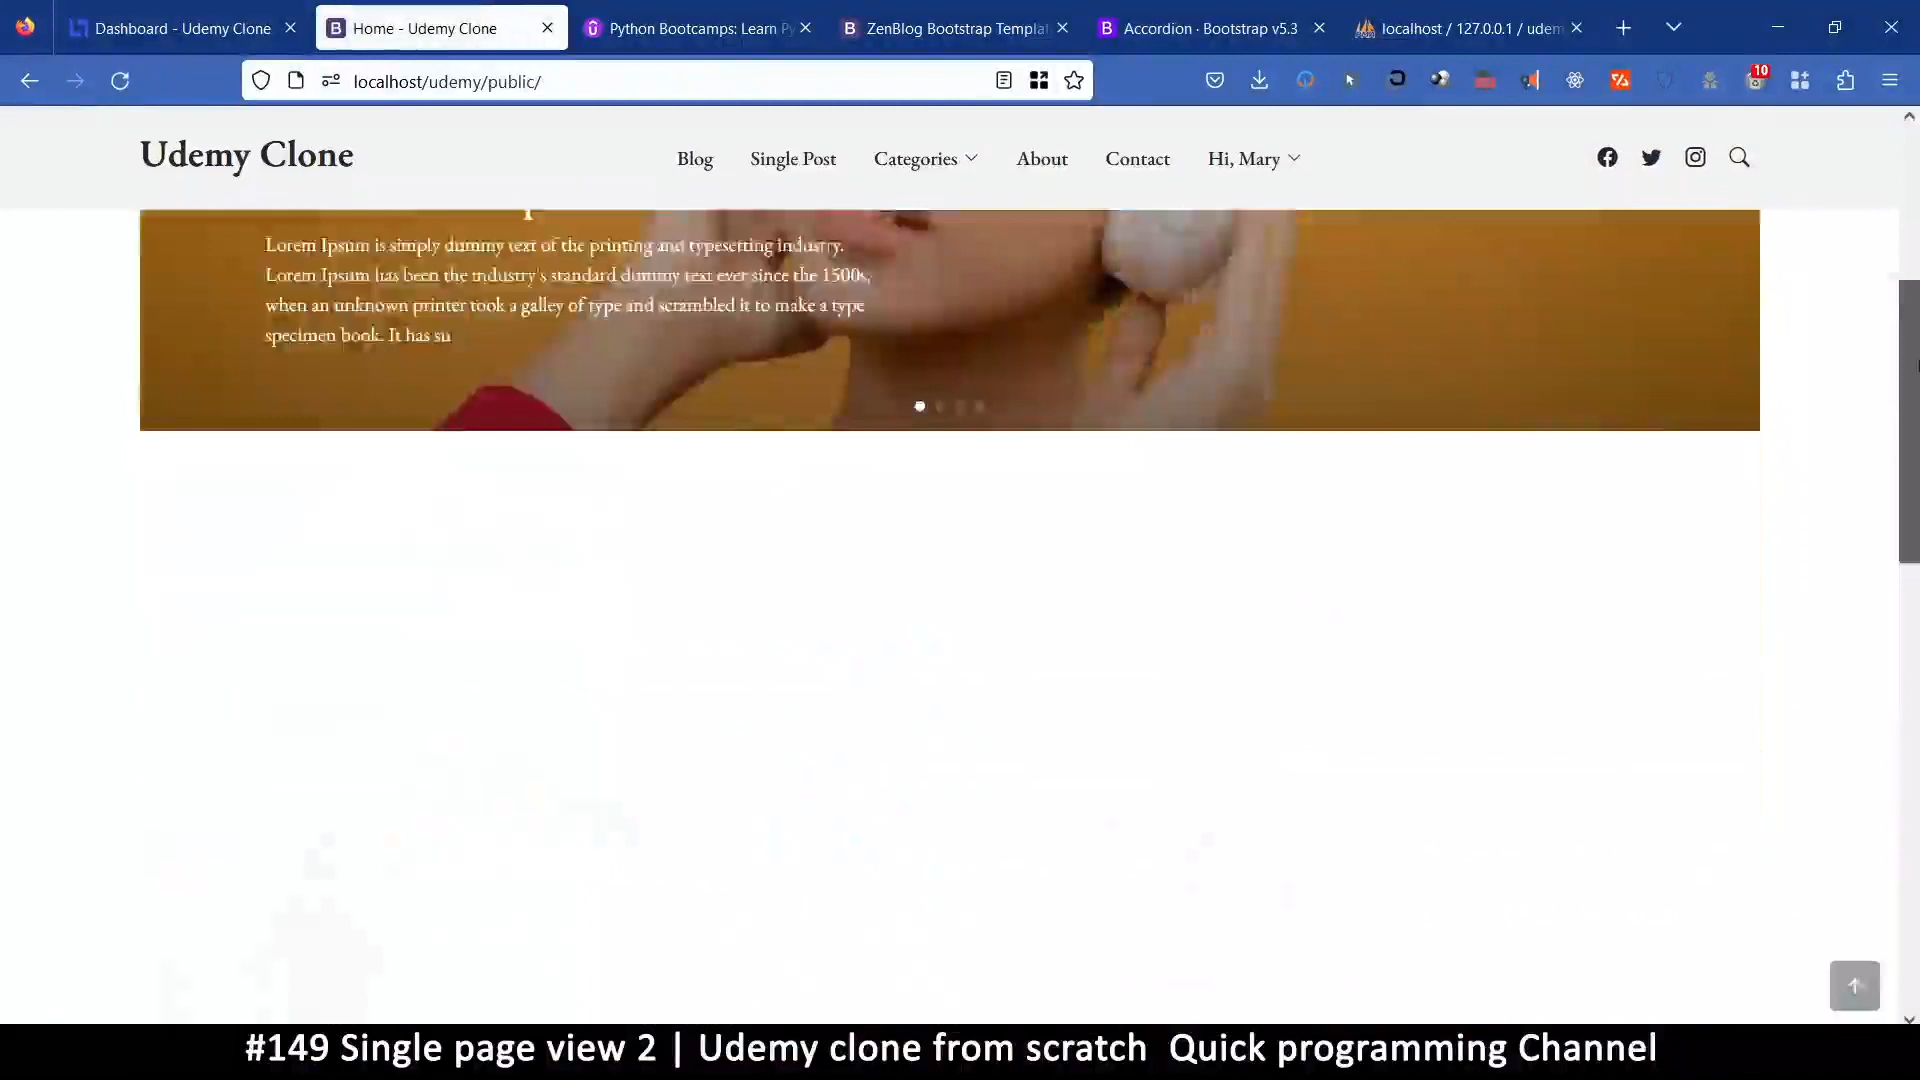 Dashboard - Udemy Clone
Home - Udemy Clone
Python Bootcamps: Learn Py
ZenBlog Bootstrap Templat
Accordion · Bootstrap v5.3
localhost / 127.0.0.1 / udem
localhost/udemy/public/
10
Udemy Clone
Blog
Single Post
Categories
About
Contact
Hi, Mary
Lorem Ipsum is simply dummy text of the printing and typesetting industry.
Lorem Ipsum has been the industry's standard dummy text ever since the 1500s,
when an unknown printer took a galley of type and scrambled it to make a type
specimen book. It has su
#149 Single page view 2 | Udemy clone from scratch Quick programming Channel